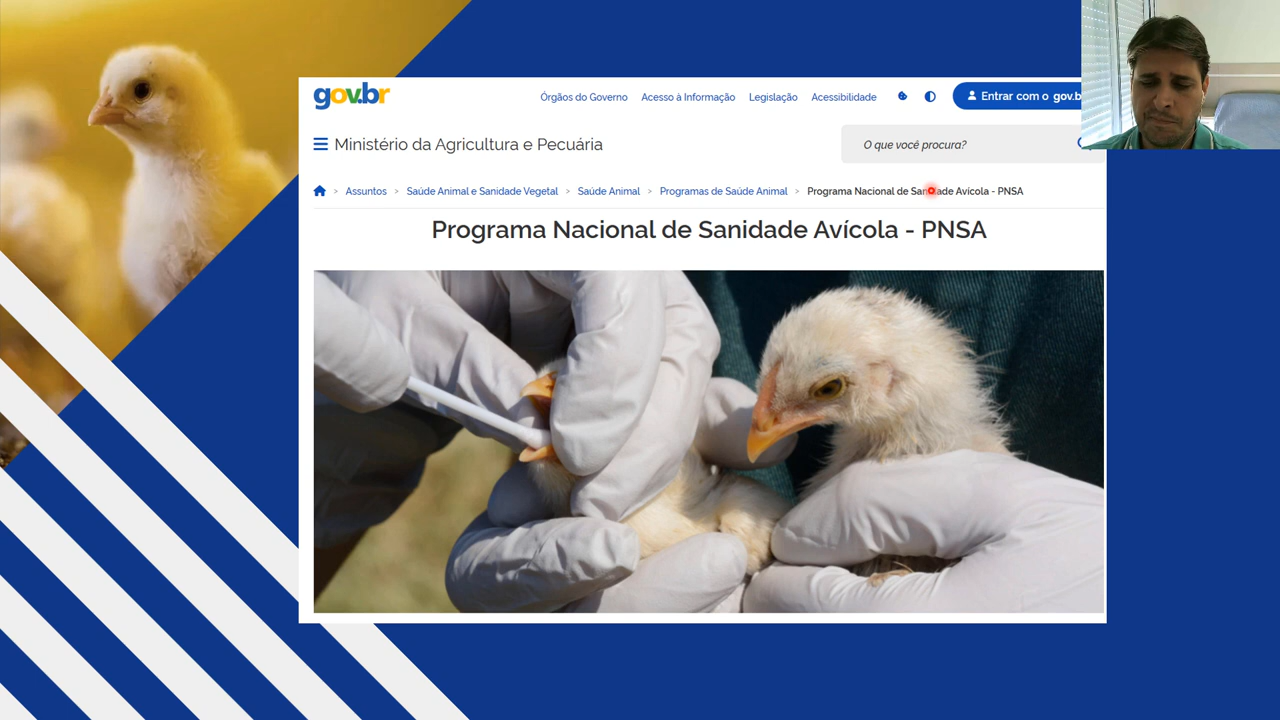 gov.br
Órgãos do Governo Acesso à Informação Legislação Acessibilidade Entrar com o gov.b
Ministério da Agricultura e Pecuária
O que você procura?
Assuntos > Saúde Animal e Sanidade Vegetal > Saúde Animal > Programas de Saúde Animal > Programa Nacional de Sanidade Avícola - PNSA
Programa Nacional de Sanidade Avícola - PNSA